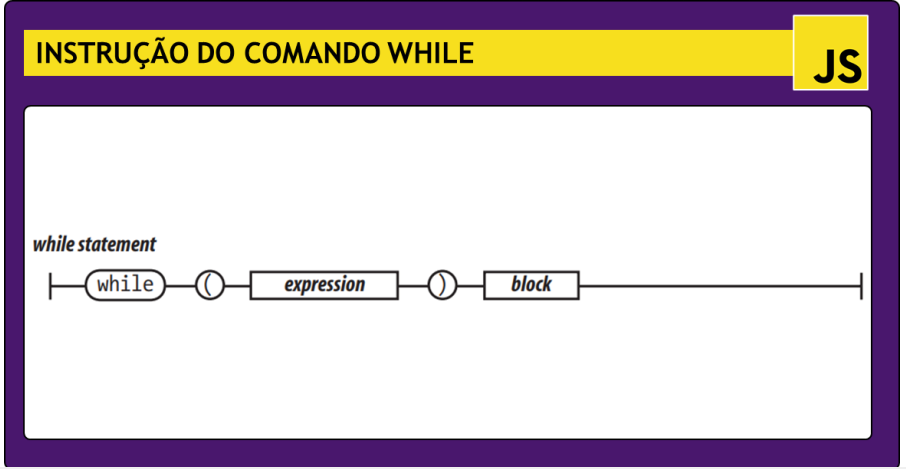 INSTRUÇÃO DO COMANDO WHILE
JS
while statement
while ( expression ) block